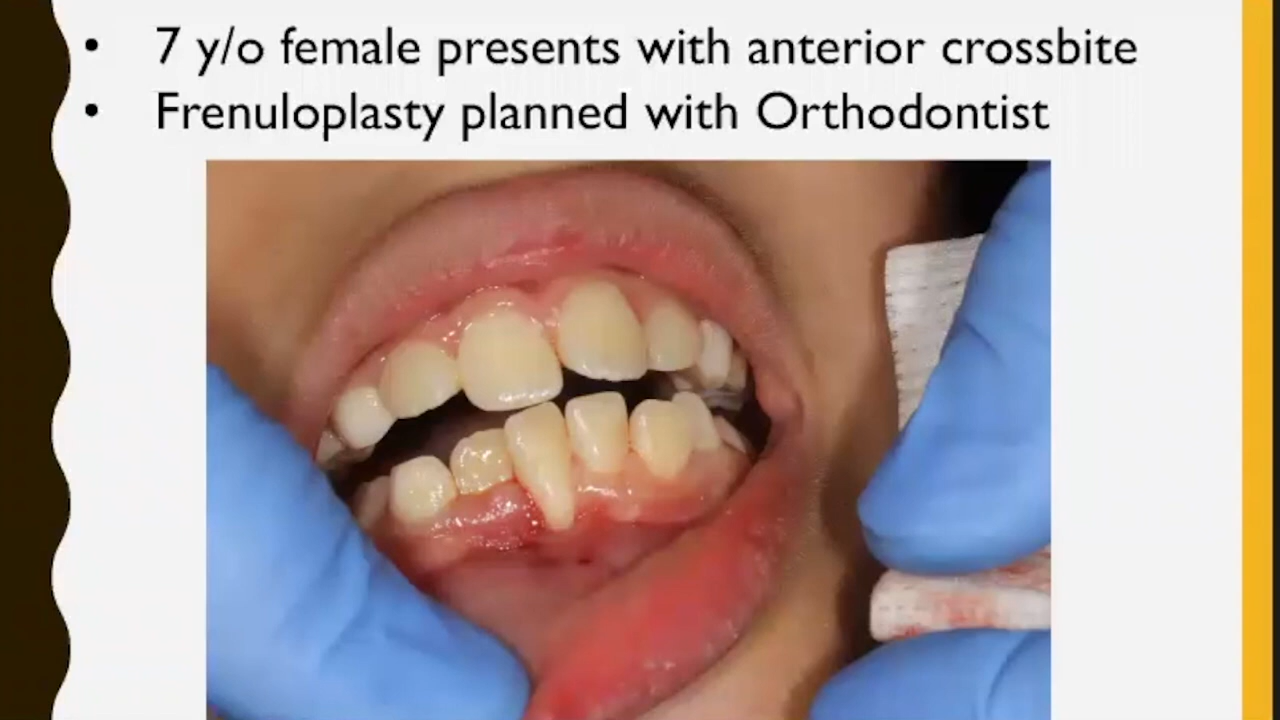 • 7 y/o female presents with anterior crossbite
• Frenuloplasty planned with Orthodontist